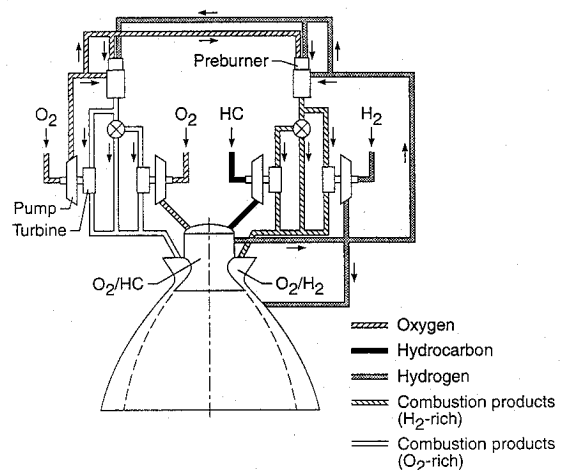 Preburner
O2
O2
HC
H2
Pump
Turbine
O2/HC
O2/H2
Oxygen
Hydrocarbon
Hydrogen
Combustion products
(H2-rich)
Combustion products
(O2-rich)